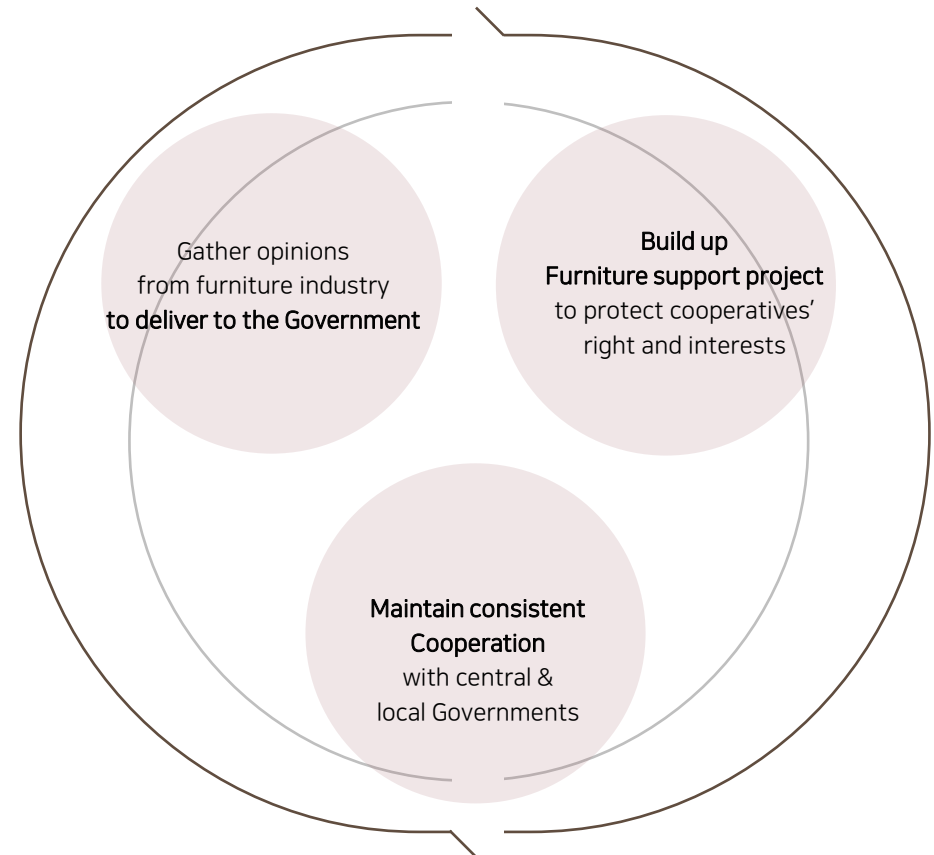 Gather opinions
from furniture industry
to deliver to the Government
Build up
Furniture support project
to protect cooperatives’
right and interests
Maintain consistent
Cooperation
with central &
local Governments